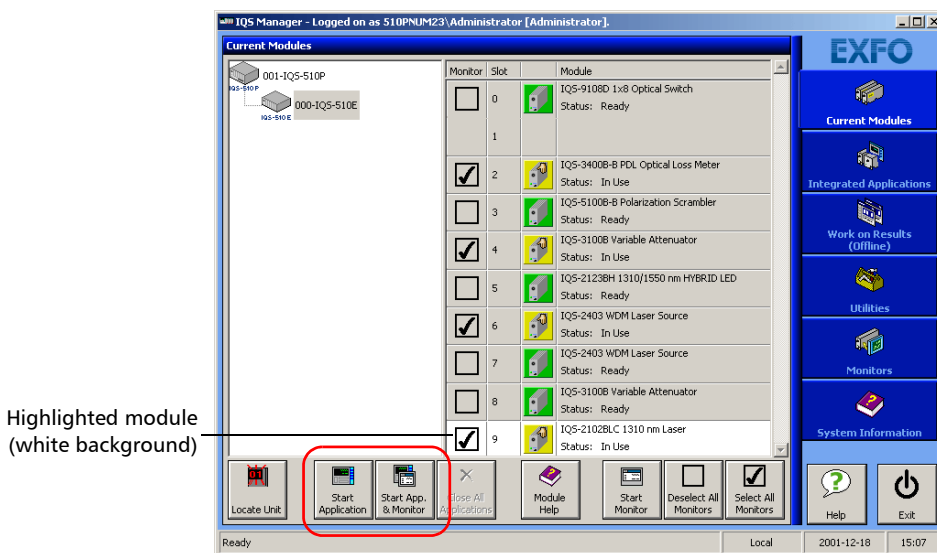 IQS Manager - Logged on as 510PNUM23\Administrator [Administrator].
Current Modules
001-IQS-510P
IQS-510 P
000-IQS-510E
IQS-510 E
Monitor Slot Module
0 IQS-9108D 1x8 Optical Switch
Status: Ready
1
2 IQS-3400B-B PDL Optical Loss Meter
Status: In Use
3 IQS-5100B-B Polarization Scrambler
Status: Ready
4 IQS-3100B Variable Attenuator
Status: In Use
5 IQS-2123BH 1310/1550 nm HYBRID LED
Status: Ready
6 IQS-2403 WDM Laser Source
Status: In Use
7 IQS-2403 WDM Laser Source
Status: Ready
8 IQS-3100B Variable Attenuator
Status: Ready
9 IQS-2102BLC 1310 nm Laser
Status: In Use
Highlighted module
(white background)
EXFO
Current Modules
Integrated Applications
Work on Results
(Offline)
Utilities
Monitors
System Information
Locate Unit
Start
Application
Start App.
& Monitor
Close All
Applications
Module
Help
Start
Monitor
Deselect All
Monitors
Select All
Monitors
Help
Exit
Ready Local 2001-12-18 15:07